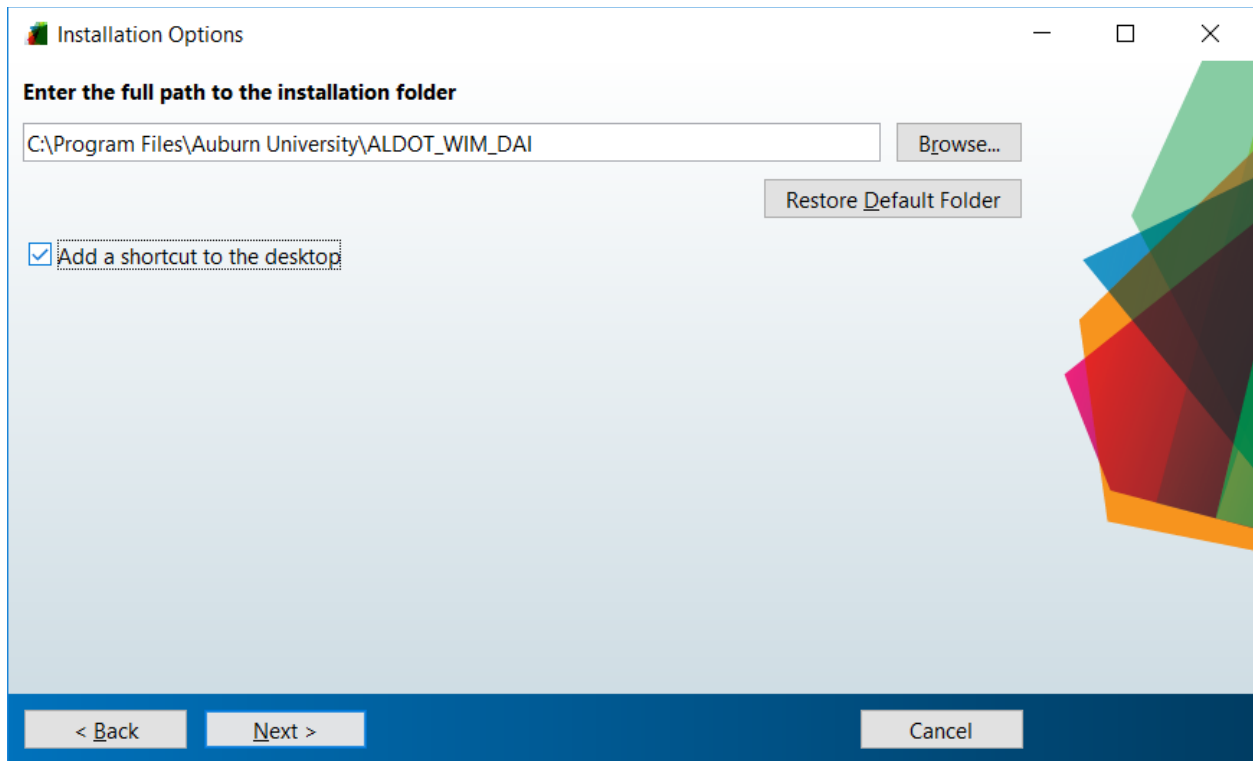 Installation Options
Enter the full path to the installation folder
C:\Program Files\Auburn University\ALDOT_WIM_DAI
Browse...
Restore Default Folder
Add a shortcut to the desktop
< Back
Next >
Cancel